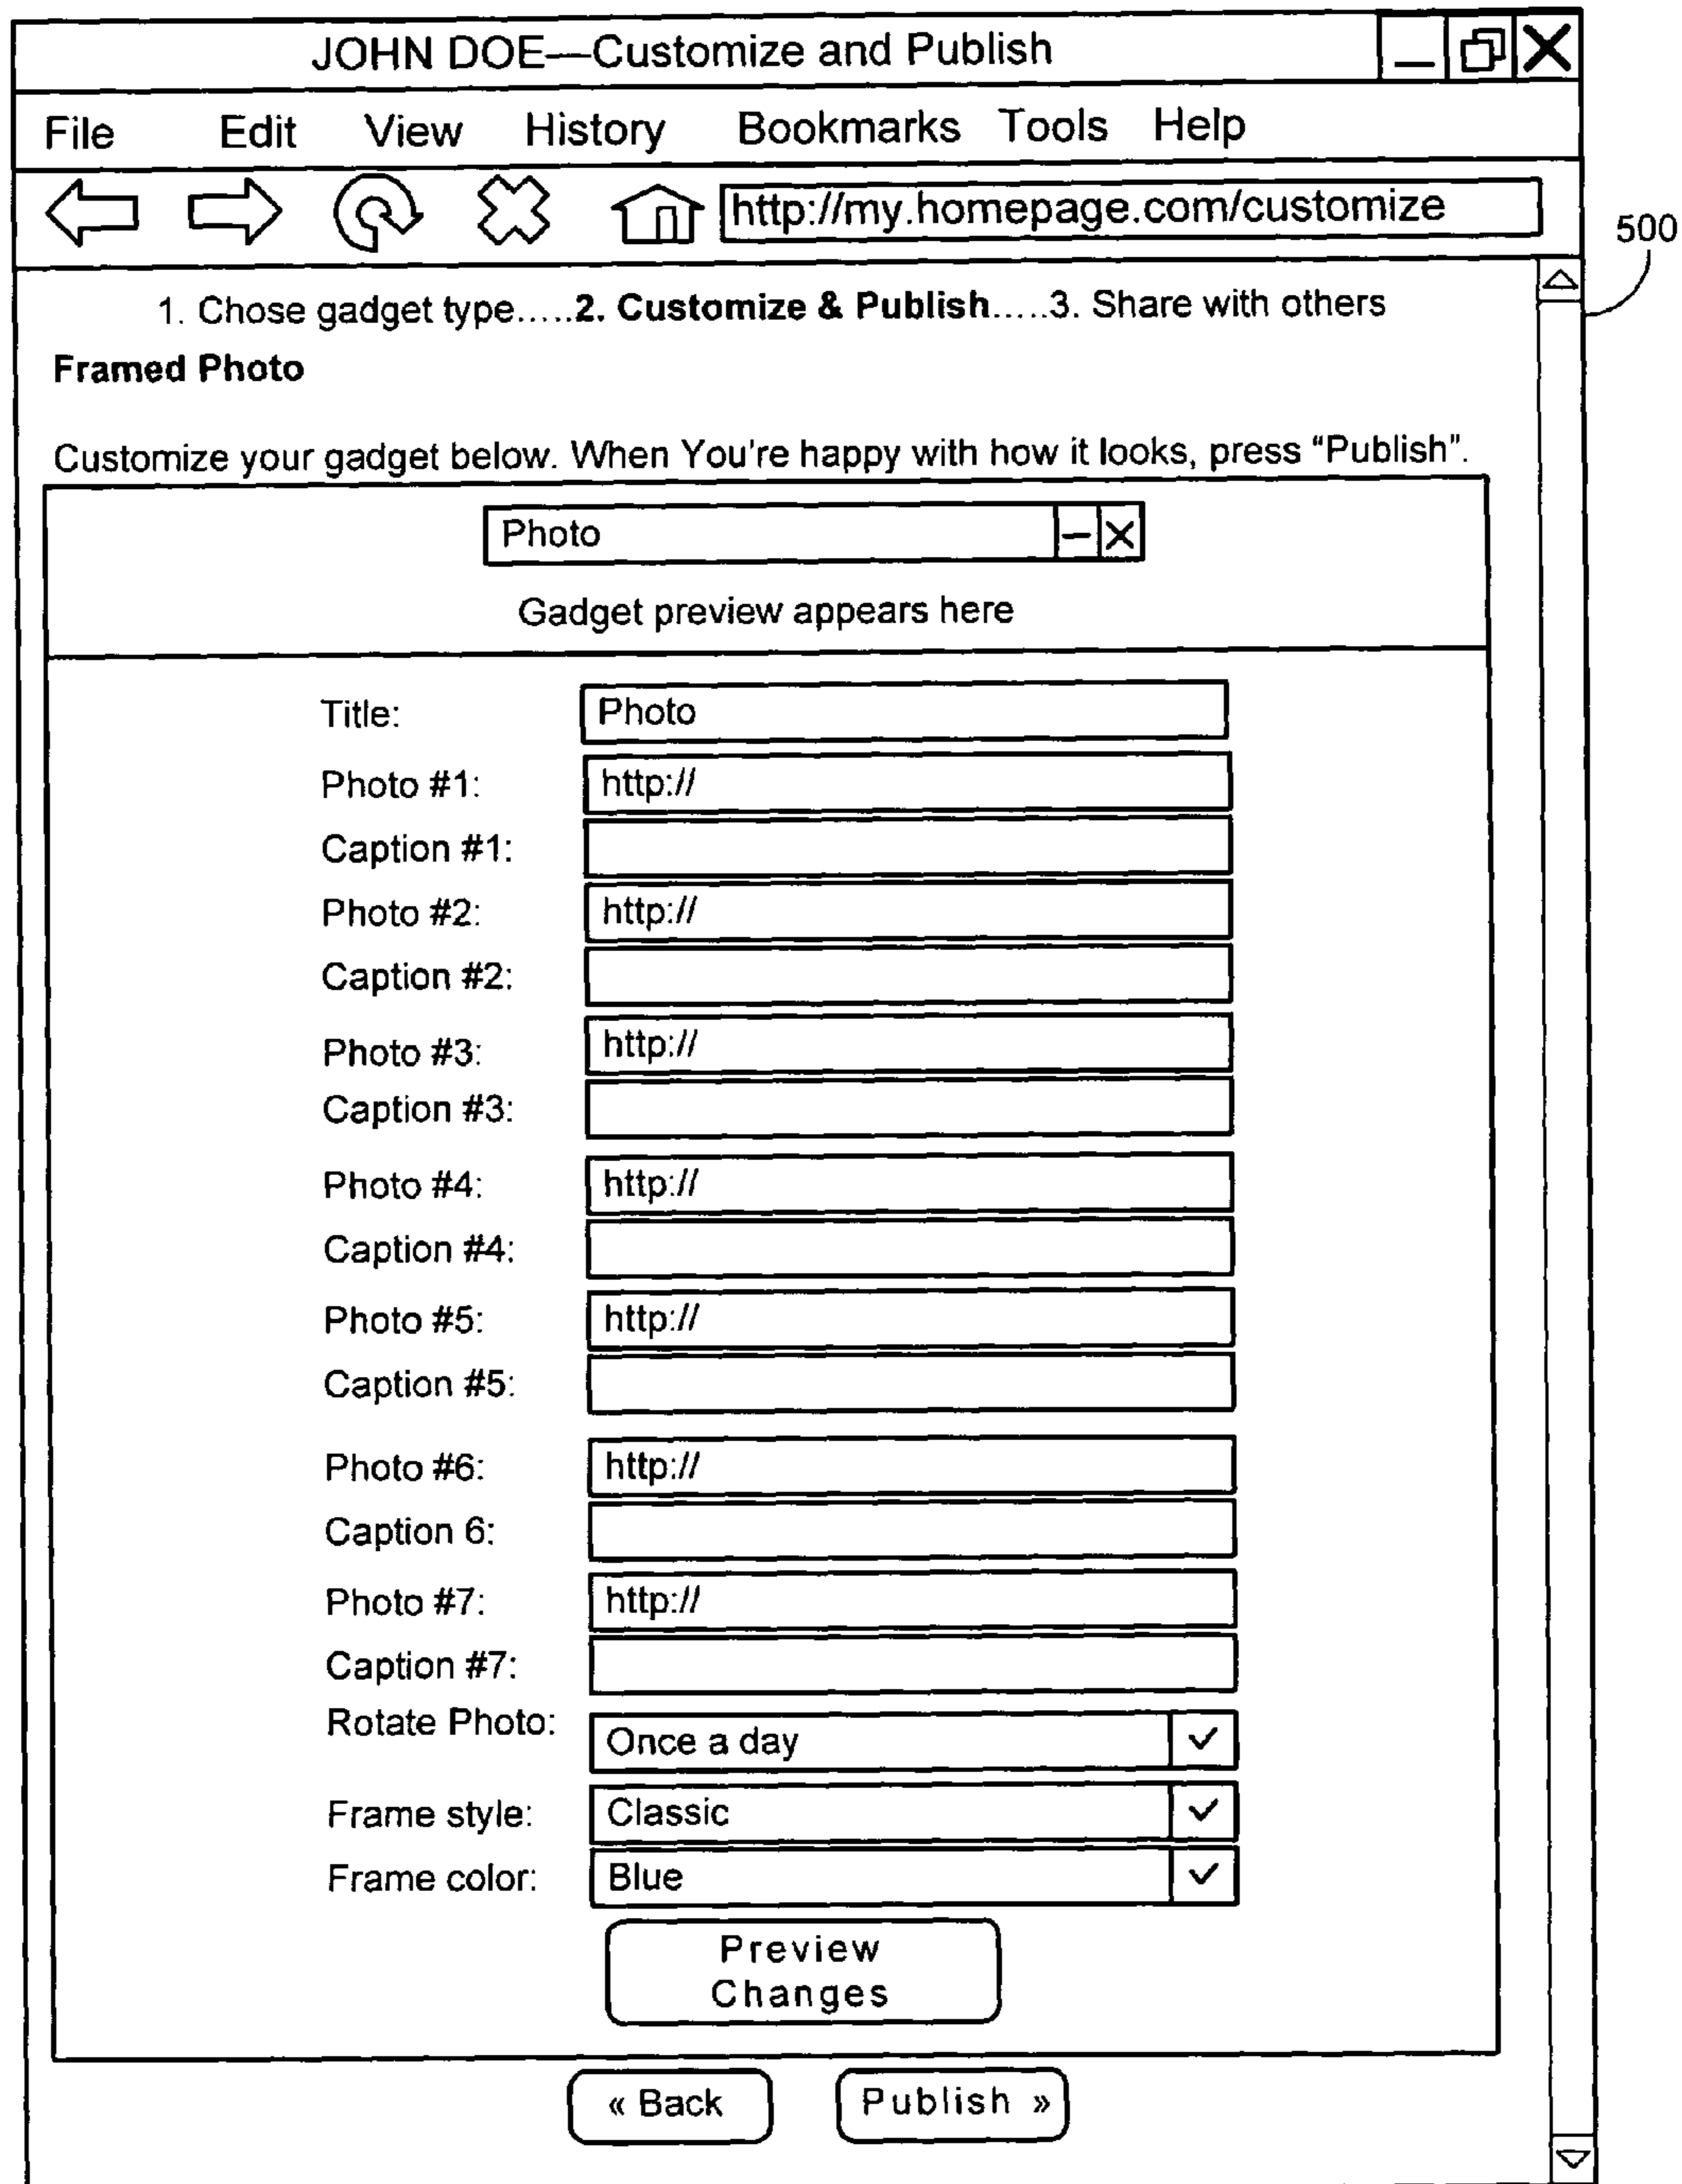 JOHN DOE—Customize and Publish
File Edit View History Bookmarks Tools Help
http://my.homepage.com/customize
500
1. Chose gadget type.....2. Customize & Publish.....3. Share with others
Framed Photo
Customize your gadget below. When You're happy with how it looks, press “Publish”.
Photo
Gadget preview appears here
Title: Photo
Photo #1: http://
Caption #1:
Photo #2: http://
Caption #2:
Photo #3: http://
Caption #3:
Photo #4: http://
Caption #4:
Photo #5: http://
Caption #5:
Photo #6: http://
Caption 6:
Photo #7: http://
Caption #7:
Rotate Photo: Once a day
Frame style: Classic
Frame color: Blue
Preview
Changes
« Back Publish »